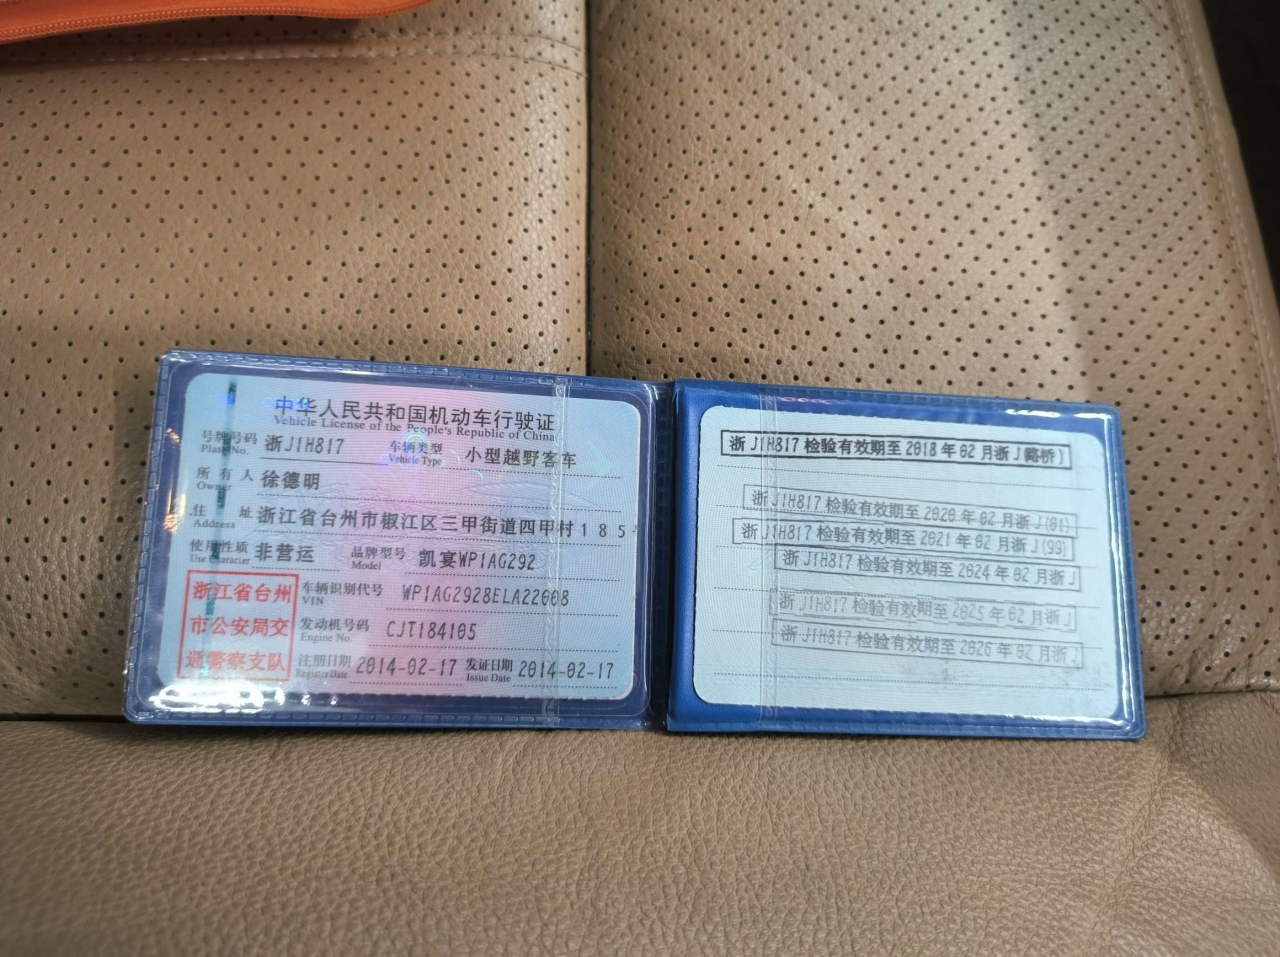 中华人民共和国机动车行驶证
Vehicle License of the People's Republic of China
号牌号码 浙J1H817 车辆类型 小型越野客车
Plate No. Vehicle Type
所有人 徐德明
Owner
住址 浙江省台州市椒江区三甲街道四甲村185
Address
使用性质 非营运 品牌型号 凯宴WP1AG292
Use Character Model
浙江省台州
市公安局交
通警察支队
车辆识别代号 WP1AG2928ELA22608
VIN
发动机号码 CJT184105
Engine No.
注册日期 2014-02-17 发证日期 2014-02-17
Register Date Issue Date
浙J1H817检验有效期至2018年02月浙J(路桥)
浙J1H817检验有效期至2020年02月浙J(01)
浙J1H817检验有效期至2021年02月浙J(99)
浙J1H817检验有效期至2024年02月浙J
浙J1H817检验有效期至2025年02月浙J
浙J1H817检验有效期至2026年02月浙J